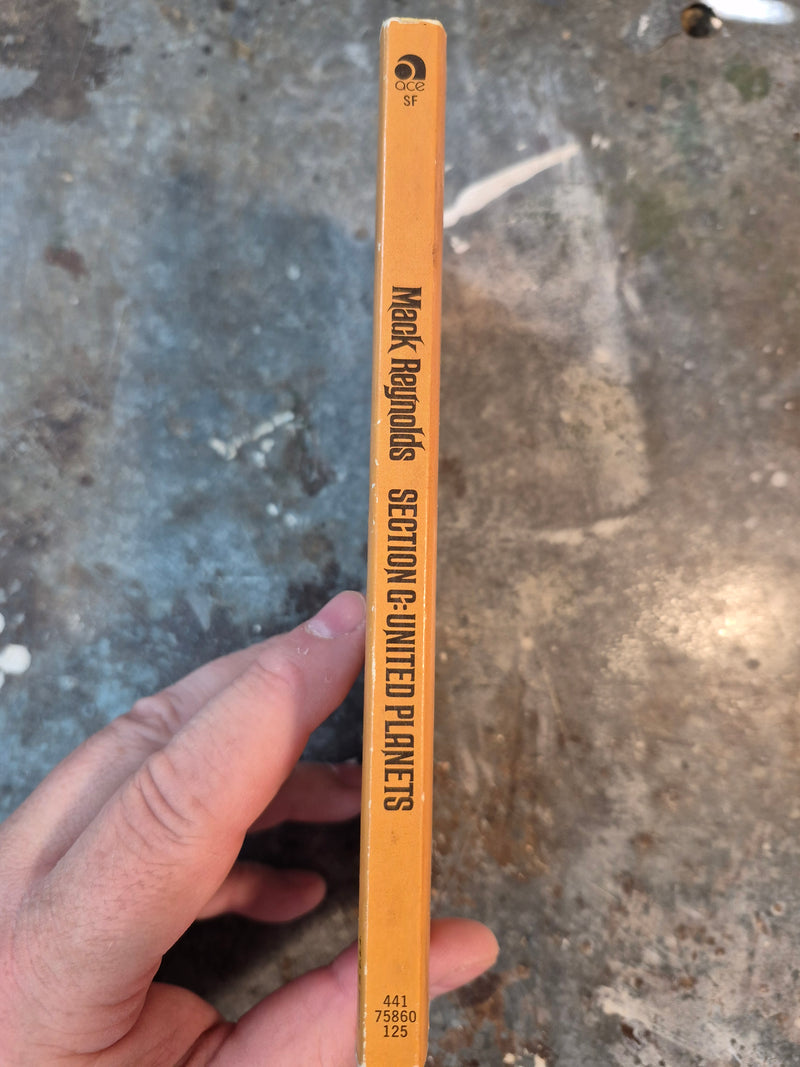 ace
SF
Mack Reynolds SECTION G: UNITED PLANETS
441
75860
125